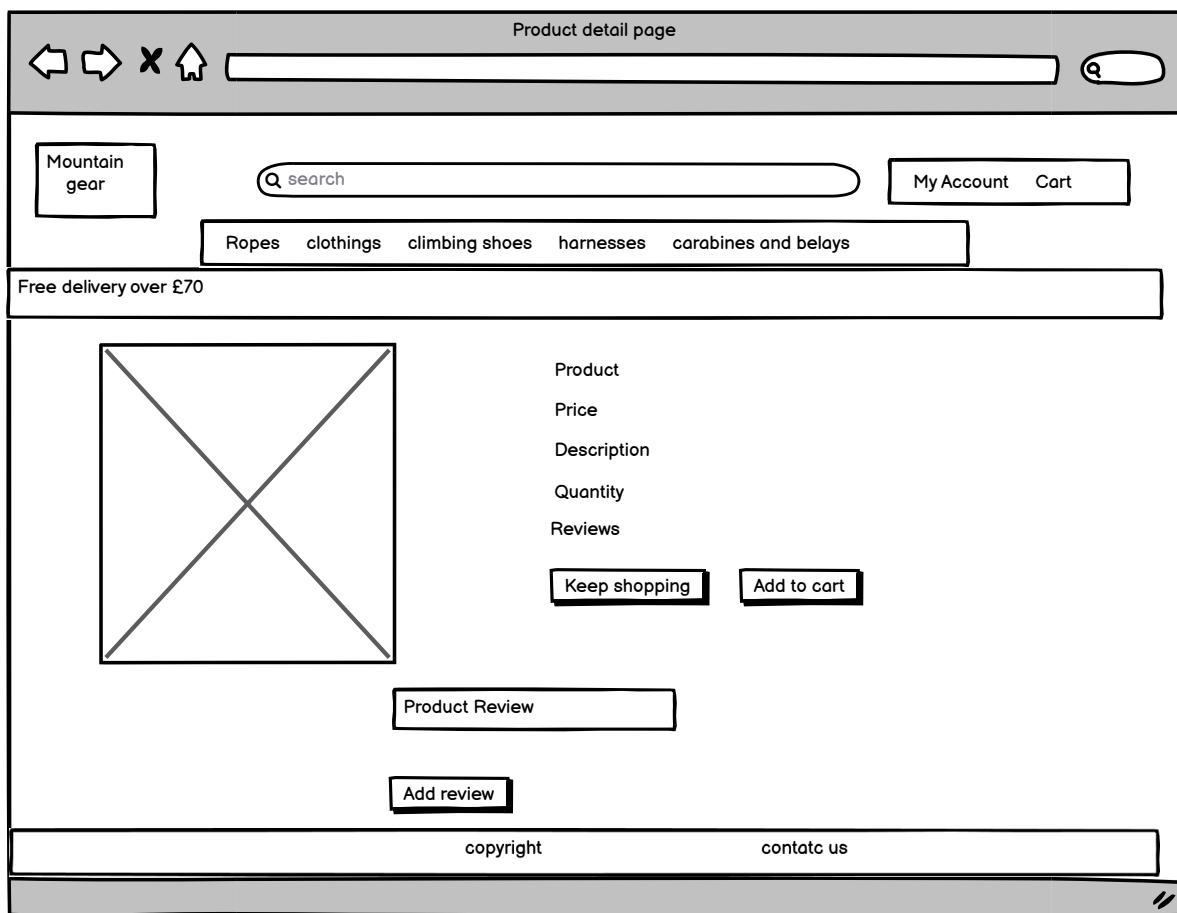 Product detail page
Mountain
gear
search
My Account Cart
Ropes clothings climbing shoes harnesses carabines and belays
Free delivery over £70
Product
Price
Description
Quantity
Reviews
Keep shopping Add to cart
Product Review
Add review
copyright contatc us